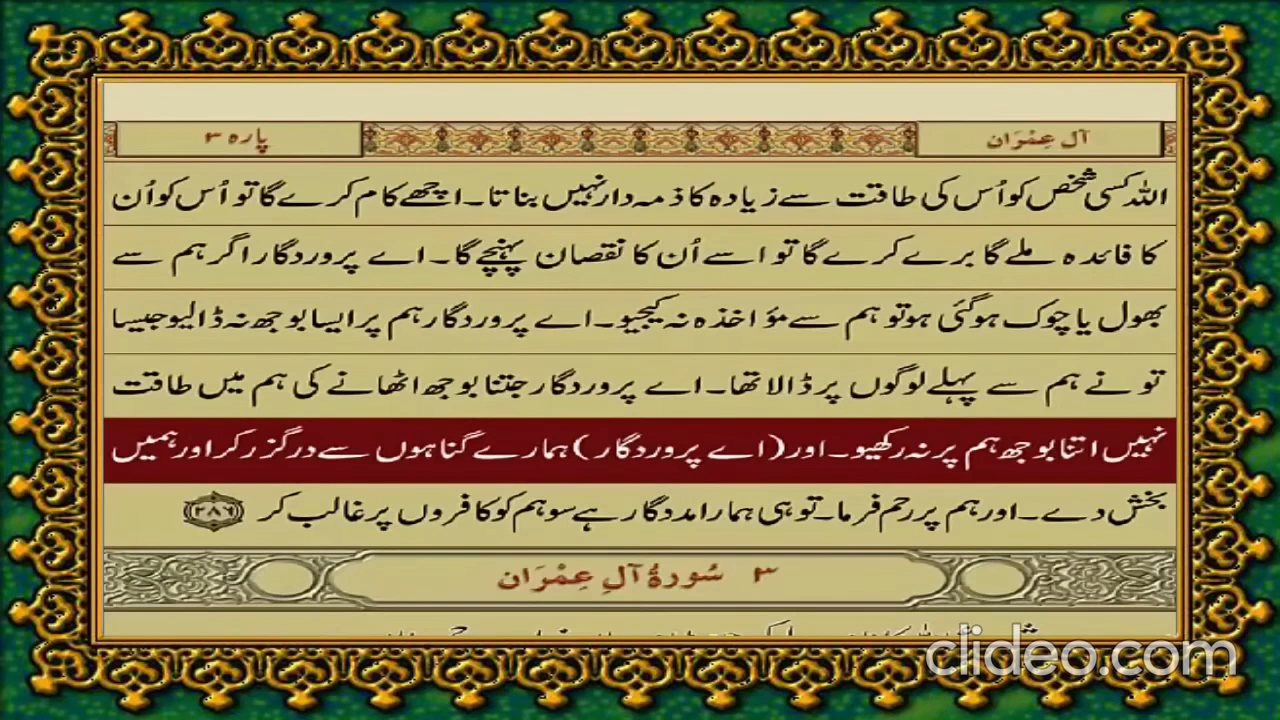 آل عِمْرَان
پارہ ۳
اللہ کسی شخص کو اُس کی طاقت سے زیادہ کا ذمہ دار نہیں بناتا۔ اچھے کام کرے گا تو اُس کو اُن
کا فائدہ ملے گا برے کرے گا تو اسے اُن کا نقصان پہنچے گا۔ اے پروردگار اگر ہم سے
بھول یا چوک ہوگئی ہو تو ہم سے مؤاخذہ نہ کیجیو۔ اے پروردگار ہم پر ایسا بوجھ نہ ڈالیو جیسا
تو نے ہم سے پہلے لوگوں پر ڈالا تھا۔ اے پروردگار جتنا بوجھ اٹھانے کی ہم میں طاقت
نہیں اتنا بوجھ ہم پر نہ رکھیو۔ اور (اے پروردگار) ہمارے گناہوں سے درگزر کر اور ہمیں
بخش دے۔ اور ہم پر رحم فرما۔ تو ہی ہمارا مددگار ہے سو ہم کو کافروں پر غالب کر ۲۸۶
۳ سُورۃُ آلِ عِمْرَان
clideo.com